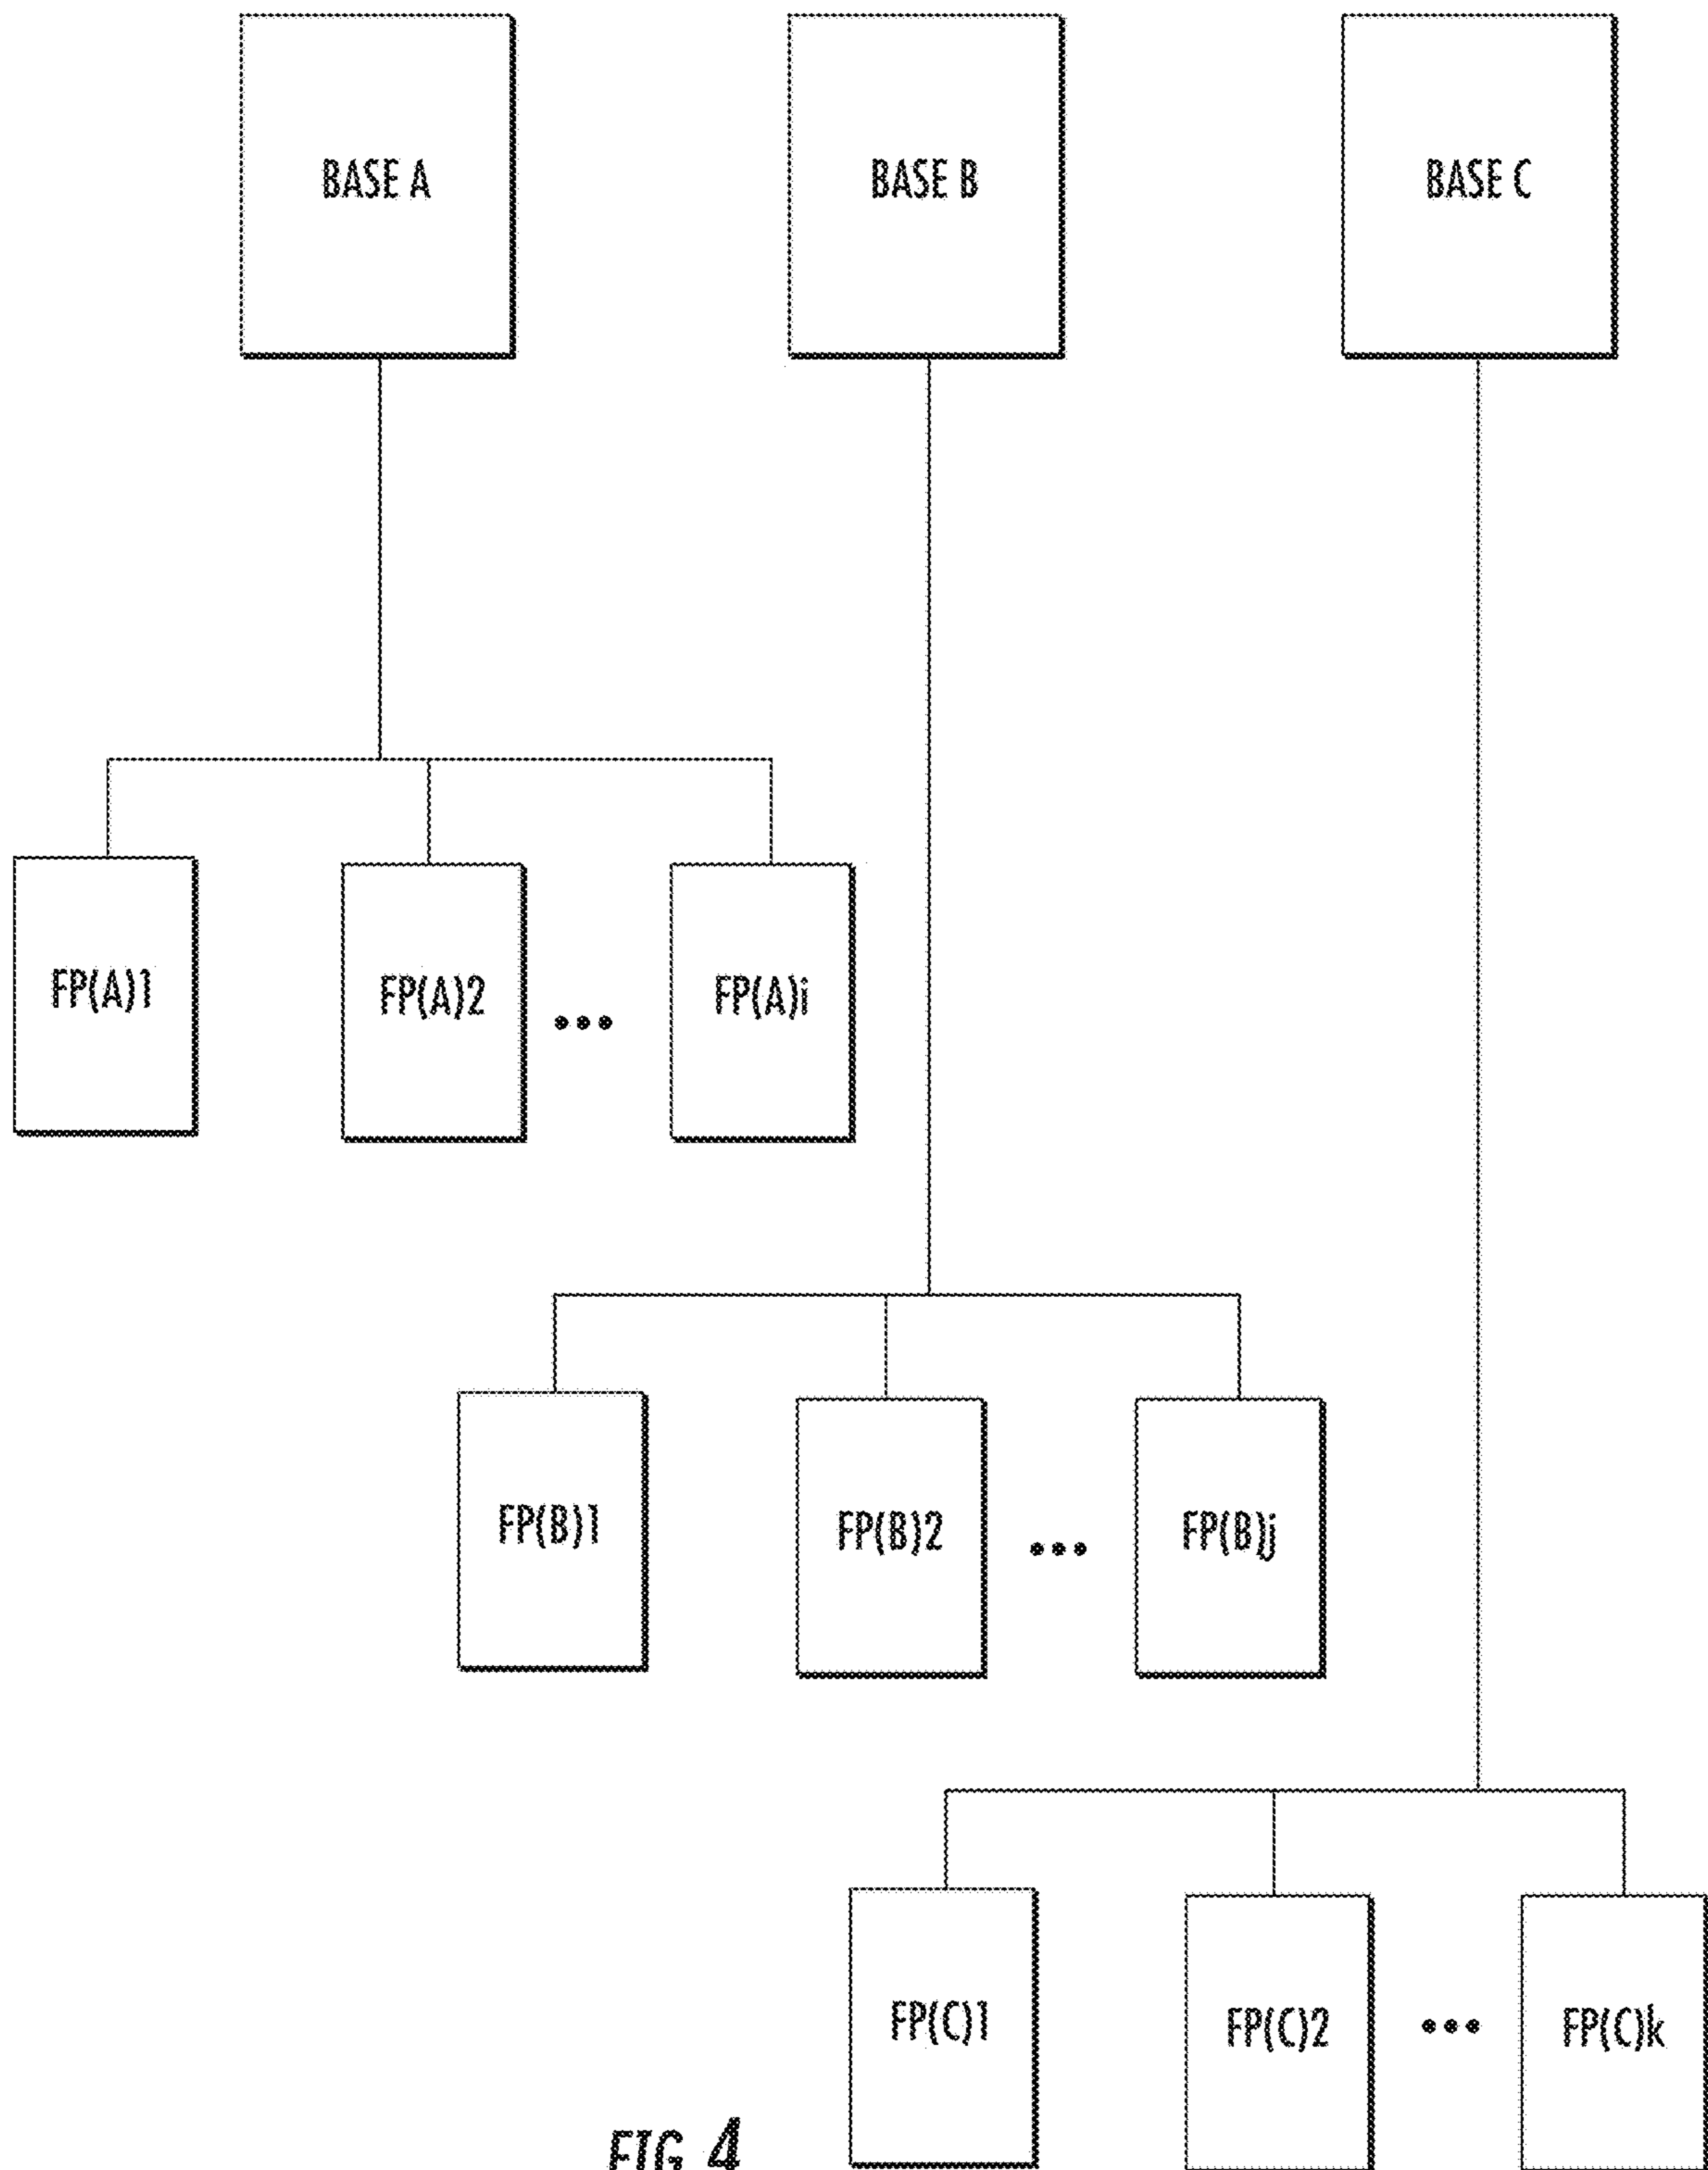 BASE A
BASE B
BASE C
FP(A)1
FP(A)2
•••
FP(A)i
FP(B)1
FP(B)2
•••
FP(B)j
FP(C)1
FP(C)2
•••
FP(C)k
FIG. 4